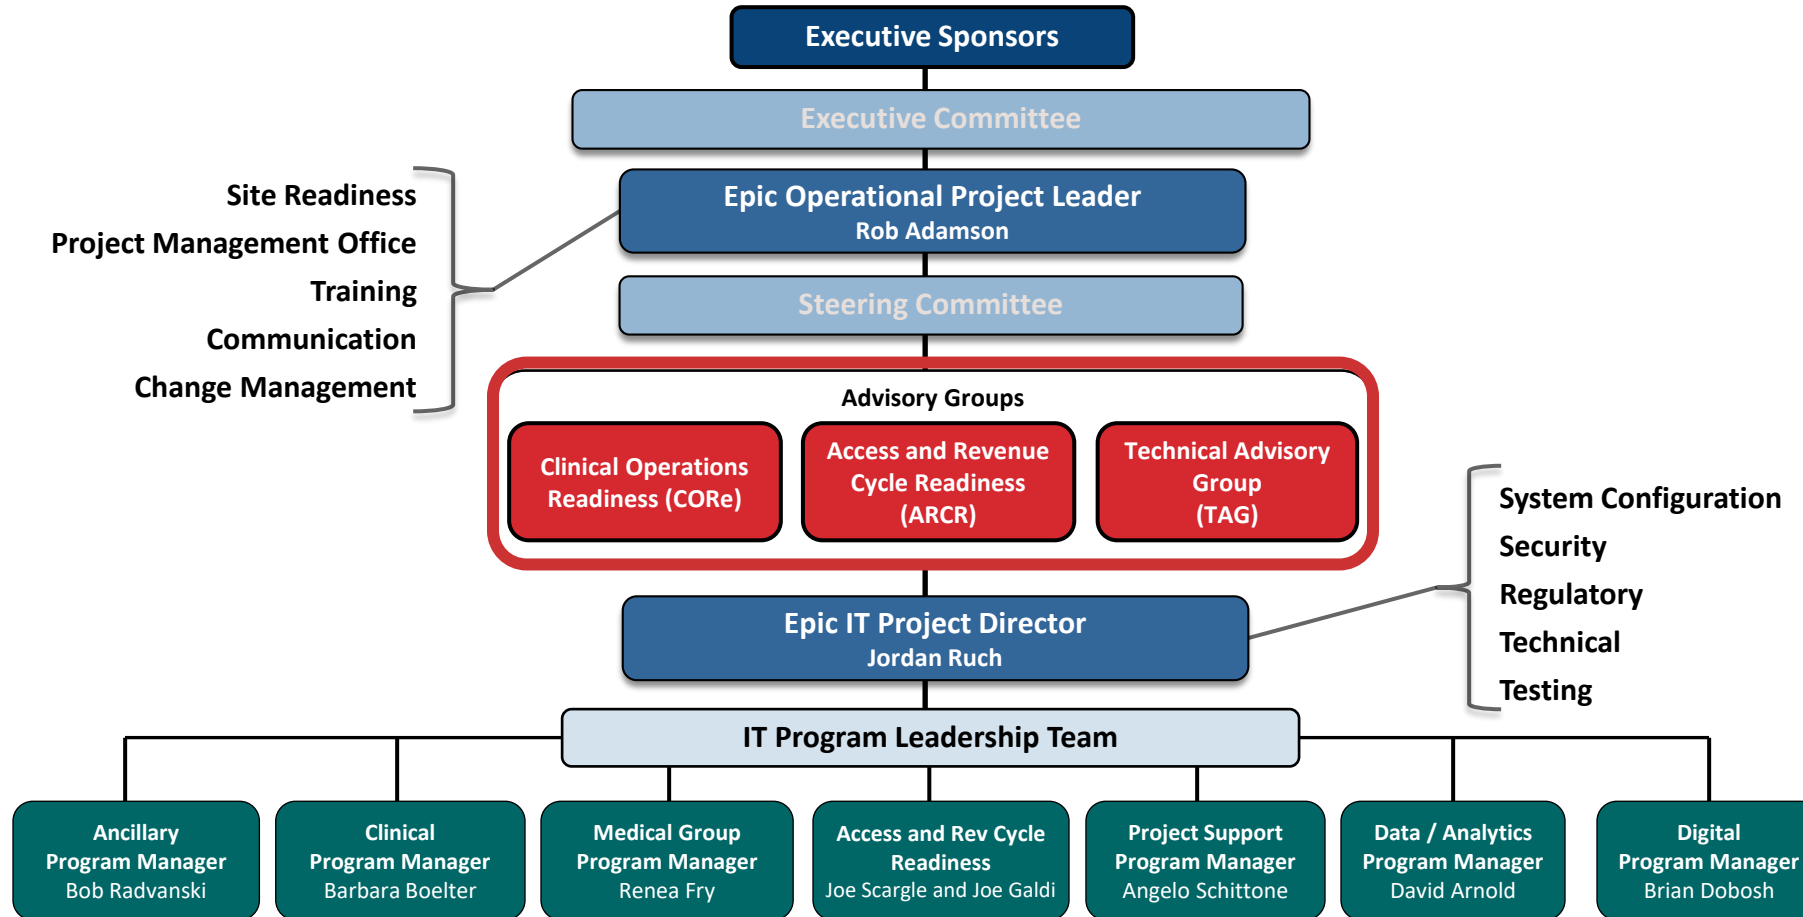 Executive Sponsors
Executive Committee
Site Readiness
Project Management Office
Training
Communication
Change Management
Epic Operational Project Leader
Rob Adamson
Steering Committee
Advisory Groups
Clinical Operations
Readiness (CORe)
Access and Revenue
Cycle Readiness
(ARCR)
Technical Advisory
Group
(TAG)
System Configuration
Security
Regulatory
Technical
Testing
Epic IT Project Director
Jordan Ruch
IT Program Leadership Team
Ancillary
Program Manager
Bob Radvanski
Clinical
Program Manager
Barbara Boelter
Medical Group
Program Manager
Renea Fry
Access and Rev Cycle
Readiness
Joe Scargle and Joe Galdi
Project Support
Program Manager
Angelo Schittone
Data / Analytics
Program Manager
David Arnold
Digital
Program Manager
Brian Dobosh